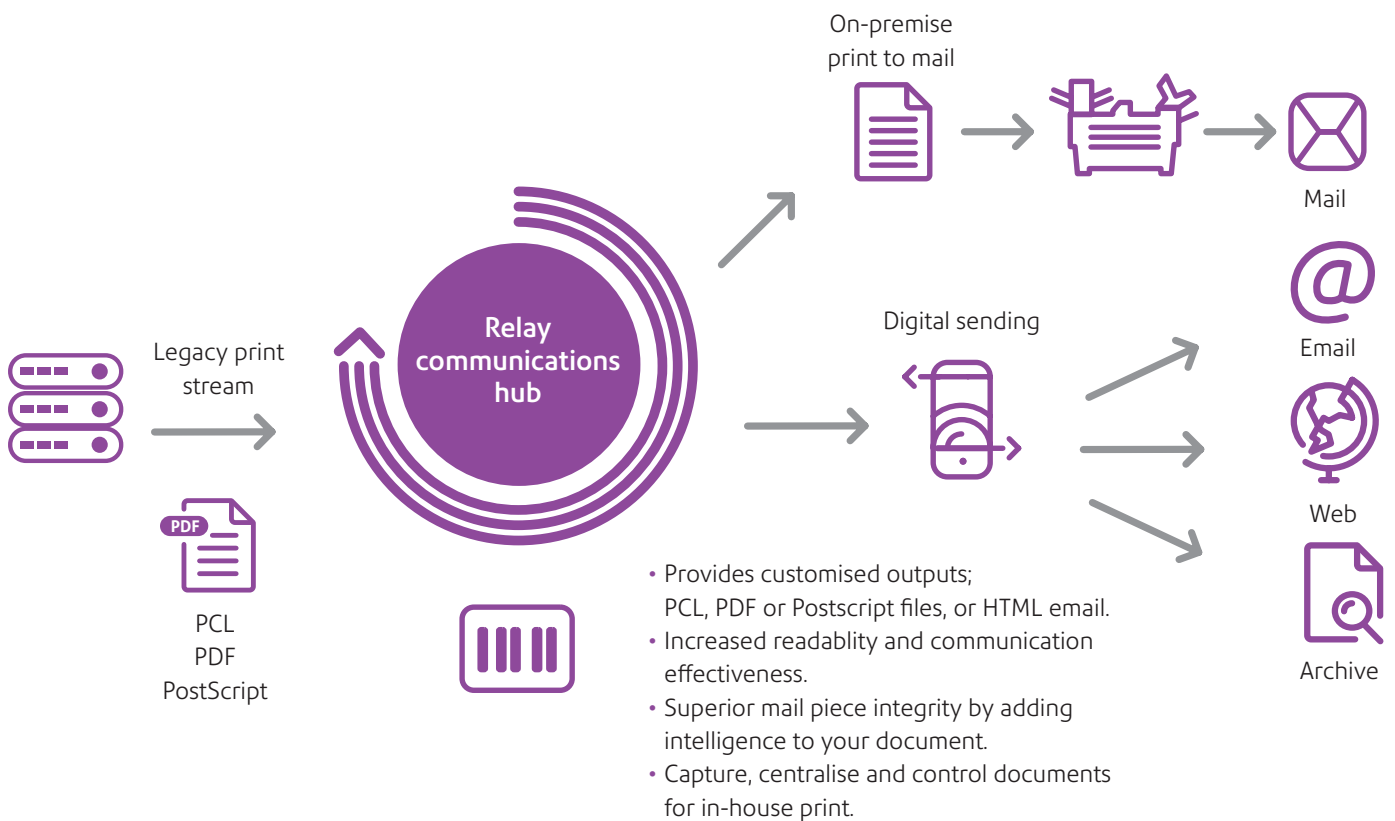 On-premise
print to mail
Mail
Email
Digital sending
Relay
communications
hub
Legacy print
stream
Web
PDF
PCL
PDF
PostScript
• Provides customised outputs;
PCL, PDF or Postscript files, or HTML email.
• Increased readablity and communication
effectiveness.
• Superior mail piece integrity by adding
intelligence to your document.
• Capture, centralise and control documents
for in-house print.
Archive